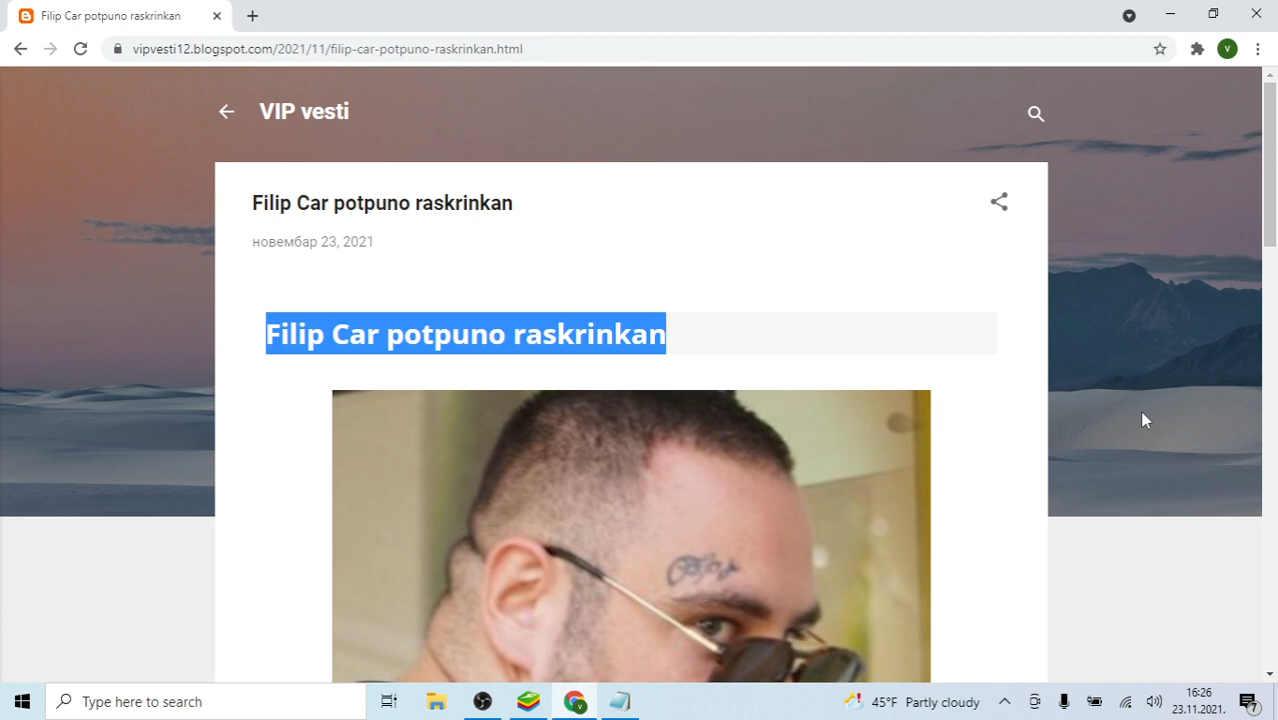 Filip Car potpuno raskrinkan
vipvesti12.blogspot.com/2021/11/filip-car-potpuno-raskrinkan.html
V
VIP vesti
Filip Car potpuno raskrinkan
новембар 23, 2021
Filip Car potpuno raskrinkan
Type here to search
V
45°F Partly cloudy
16:26
23.11.2021.
7